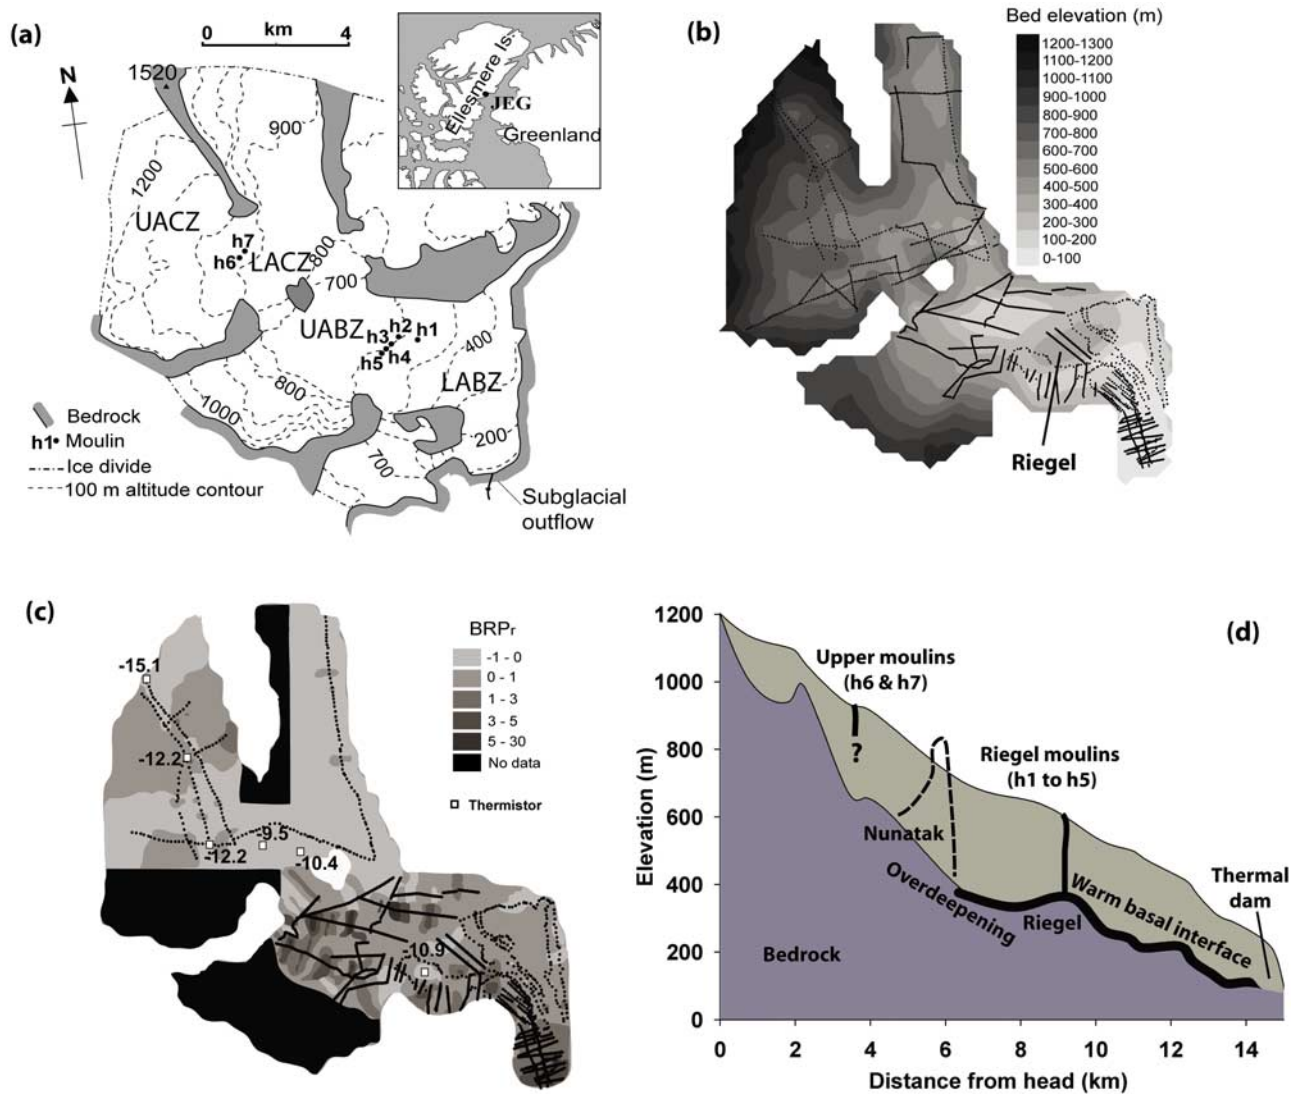 (a)
0 km 4
N
1520
900
1200
UACZ
h7
h6
LACZ
800
700
UABZ
h3
h2
h1
h5
h4
400
LABZ
800
1000
700
200
Subglacial
outflow
Ellesmere Is.
JEG
Greenland
Bedrock
h1 Moulin
Ice divide
100 m altitude contour
(b)
Bed elevation (m)
1200-1300
1100-1200
1000-1100
900-1000
800-900
700-800
600-700
500-600
400-500
300-400
200-300
100-200
0-100
Riegel
(c)
BRPr
-1 - 0
0 - 1
1 - 3
3 - 5
5 - 30
No data
Thermistor
-15.1
-12.2
-12.2
-9.5
-10.4
-10.9
(d)
Elevation (m)
1200
1000
800
600
400
200
0
Upper moulins
(h6 & h7)
?
Riegel moulins
(h1 to h5)
Nunatak
Overdeepening
Riegel
Warm basal interface
Thermal
dam
Bedrock
0 2 4 6 8 10 12 14
Distance from head (km)